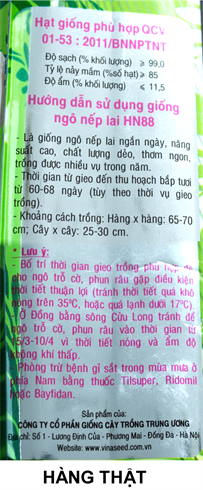 Hạt giống phù hợp QCV
01-53 : 2011/BNNPTNT
Độ sạch (% khối lượng) ≥ 99,0
Tỷ lệ nảy mầm (%số hạt) ≥ 85
Độ ẩm (% khối lượng) ≤ 11,5
Hướng dẫn sử dụng giống
ngô nếp lai HN88
- Là giống ngô nếp lai ngắn ngày, năng
suất cao, chất lượng dẻo, thơm ngon,
trồng được nhiều vụ trong năm.
- Thời gian từ gieo đến thu hoạch bắp tươi
từ 60-68 ngày (tùy theo thời vụ gieo
trồng).
- Khoảng cách trồng: Hàng x hàng: 65-70
cm; Cây x cây: 25-30 cm.
* Lưu ý:
- Bố trí thời gian gieo trồng phù hợp để
cho ngô trỗ cờ, phun râu gặp điều kiện
thời tiết thuận lợi (tránh thời tiết quá khô
nóng trên 35ºC, hoặc quá lạnh dưới 17ºC).
- Ở Đồng bằng sông Cửu Long tránh để
ngô trỗ cờ, phun râu vào thời gian từ
15/3-10/4 vì thời tiết nóng và ẩm độ
không khí thấp.
- Phòng trừ bệnh gỉ sắt trong mùa mưa ở
phía Nam bằng thuốc Tilsuper, Ridomil
hoặc Bayfidan.
Sản phẩm của:
CÔNG TY CỔ PHẦN GIỐNG CÂY TRỒNG TRUNG ƯƠNG
Địa chỉ: Số 1 - Lương Định Của - Phương Mai - Đống Đa - Hà Nội
Website: www.vinaseed.com.vn
HÀNG THẬT